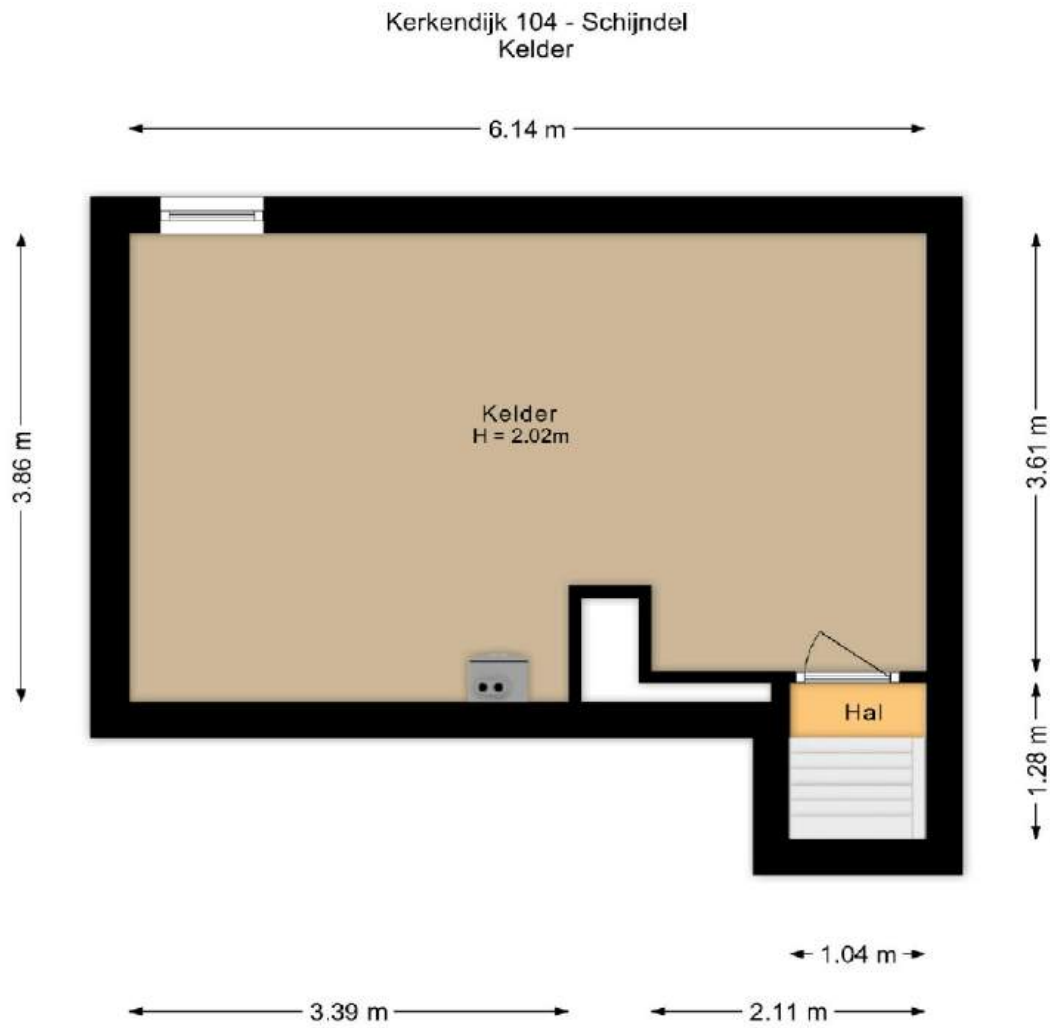 Kerkendijk 104 - Schijndel
Kelder
6.14 m
Kelder
H = 2.02m
3.86 m
3.61 m
Hal
1.28 m
1.04 m
3.39 m
2.11 m